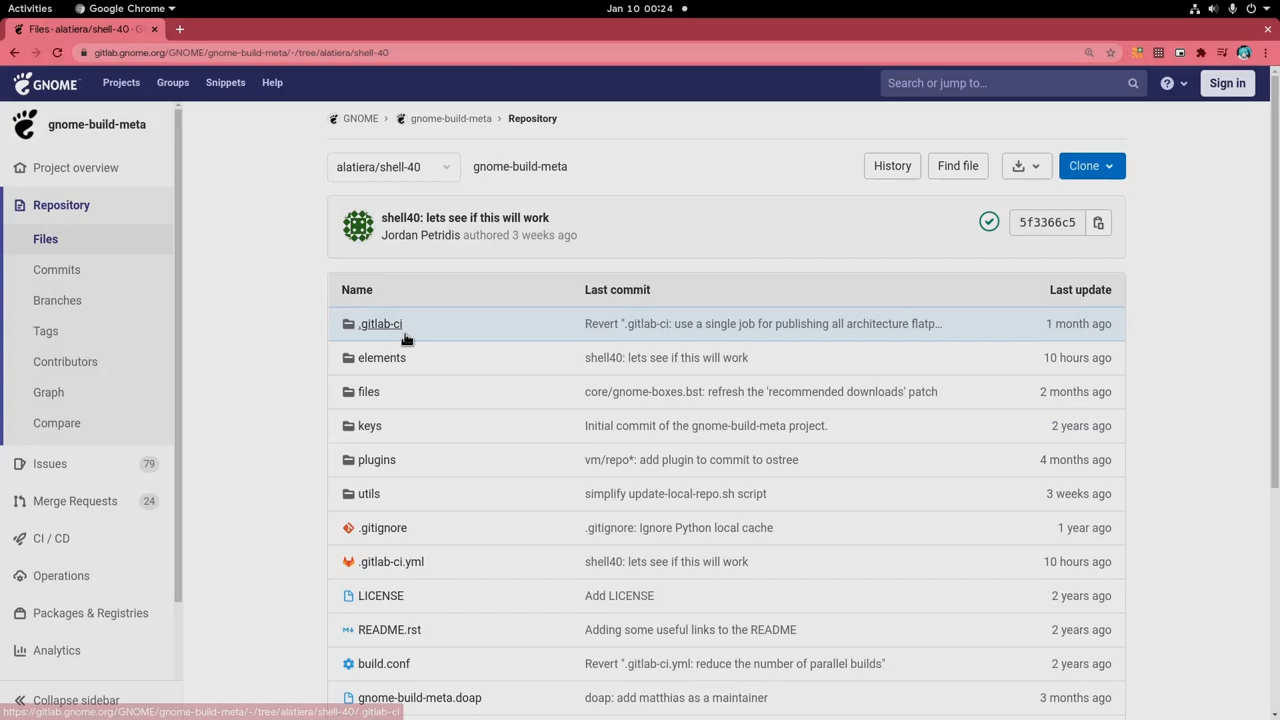 Activities Google Chrome Jan 10 00:24
Files · alatiera/shell-40
gitlab.gnome.org/GNOME/gnome-build-meta/-/tree/alatiera/shell-40
GNOME Projects Groups Snippets Help Search or jump to… Sign in
gnome-build-meta
Project overview
Repository
Files
Commits
Branches
Tags
Contributors
Graph
Compare
Issues 79
Merge Requests 24
CI / CD
Operations
Packages & Registries
Analytics
Collapse sidebar
GNOME › gnome-build-meta › Repository
alatiera/shell-40 gnome-build-meta History Find file Clone
shell40: lets see if this will work
Jordan Petridis authored 3 weeks ago
5f3366c5
Name Last commit Last update
.gitlab-ci Revert ".gitlab-ci: use a single job for publishing all architecture flatp… 1 month ago
elements shell40: lets see if this will work 10 hours ago
files core/gnome-boxes.bst: refresh the 'recommended downloads' patch 2 months ago
keys Initial commit of the gnome-build-meta project. 2 years ago
plugins vm/repo*: add plugin to commit to ostree 4 months ago
utils simplify update-local-repo.sh script 3 weeks ago
.gitignore .gitignore: Ignore Python local cache 1 year ago
.gitlab-ci.yml shell40: lets see if this will work 10 hours ago
LICENSE Add LICENSE 2 years ago
README.rst Adding some useful links to the README 2 years ago
build.conf Revert ".gitlab-ci.yml: reduce the number of parallel builds" 2 years ago
gnome-build-meta.doap doap: add matthias as a maintainer 3 months ago
https://gitlab.gnome.org/GNOME/gnome-build-meta/-/tree/alatiera/shell-40/.gitlab-ci